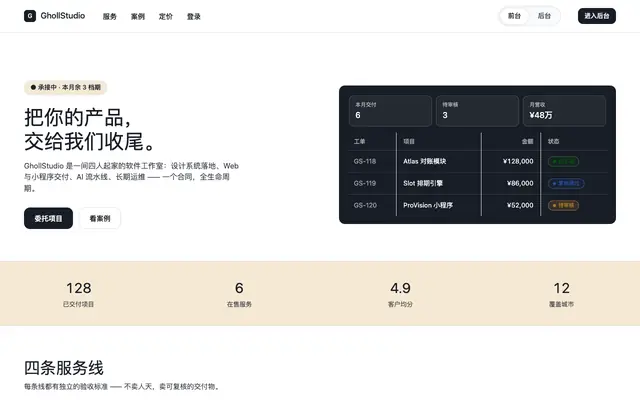 G GhollStudio 服务 案例 定价 登录 前台 后台 进入后台
承接中 · 本月余 3 档期
把你的产品，
交给我们收尾。
GhollStudio 是一间四人起家的软件工作室：设计系统落地、Web
与小程序交付、AI 流水线、长期运维 —— 一个合同，全生命周
期。
委托项目 看案例
本月交付 待审核 月营收
6 3 ¥48万
工单 项目 金额 状态
GS-118 Atlas 对账模块 ¥128,000
GS-119 Slot 排期引擎 ¥86,000
GS-120 ProVision 小程序 ¥52,000 待审核
128 6 4.9 12
已交付项目 在售服务 客户均分 覆盖城市
四条服务线
每条线都有独立的验收标准 —— 不卖人天，卖可复核的交付物。